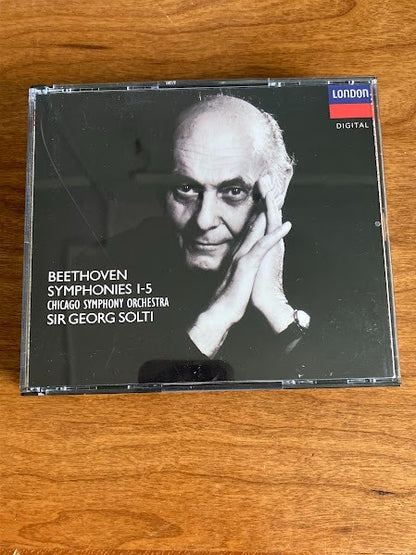 LONDON
DIGITAL
BEETHOVEN
SYMPHONIES 1-5
CHICAGO SYMPHONY ORCHESTRA
SIR GEORG SOLTI